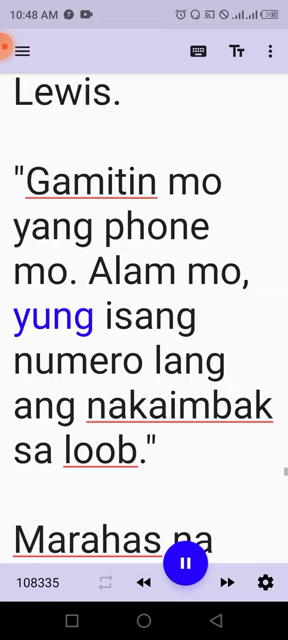 10:48 AM
Lewis.
"Gamitin mo
yang phone
mo. Alam mo,
yung isang
numero lang
ang nakaimbak
sa loob."
Marahas na
108335